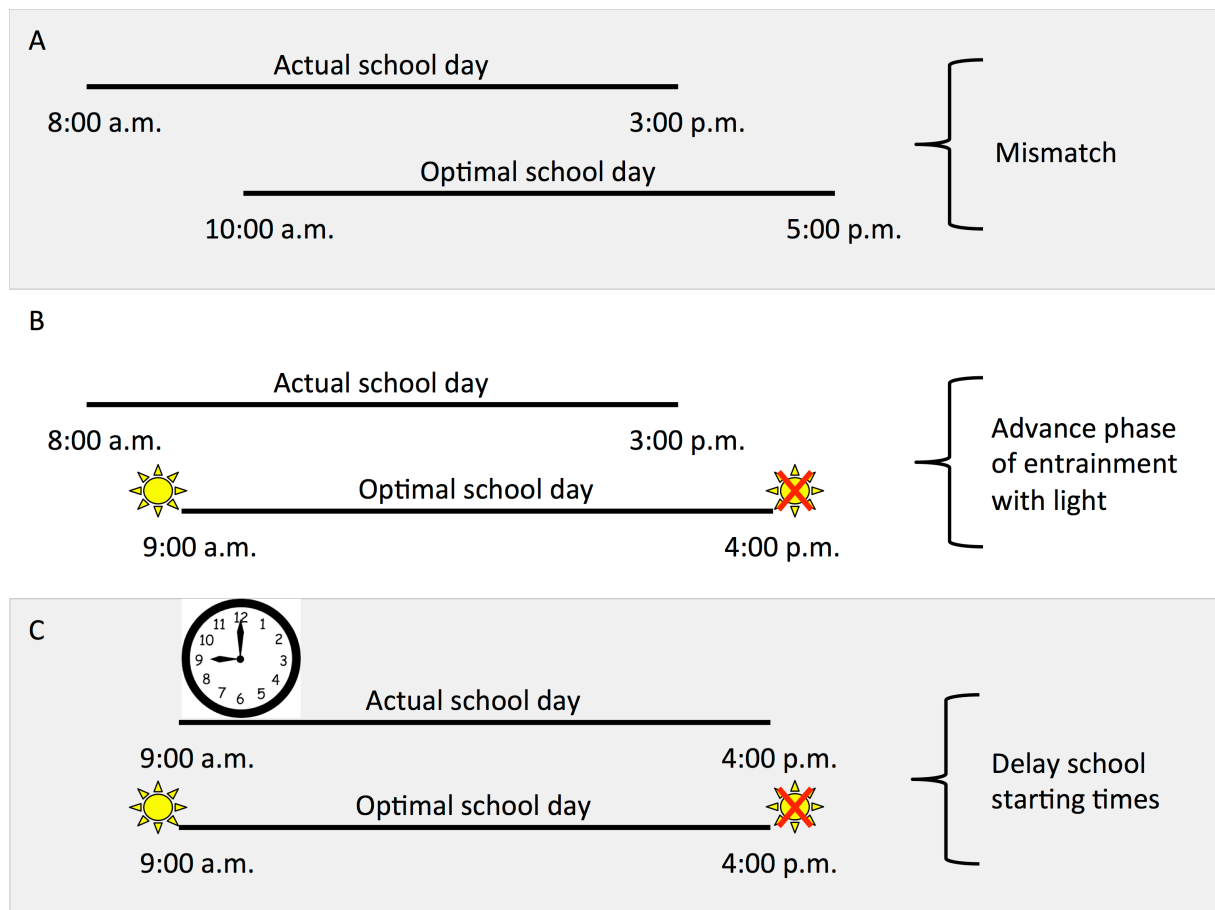 A
Actual school day
8:00 a.m.
3:00 p.m.
Optimal school day
10:00 a.m.
5:00 p.m.
Mismatch
B
Actual school day
8:00 a.m.
3:00 p.m.
Optimal school day
9:00 a.m.
4:00 p.m.
Advance phase
of entrainment
with light
C
12
1
2
3
4
5
6
7
8
9
10
11
Actual school day
9:00 a.m.
4:00 p.m.
Optimal school day
9:00 a.m.
4:00 p.m.
Delay school
starting times